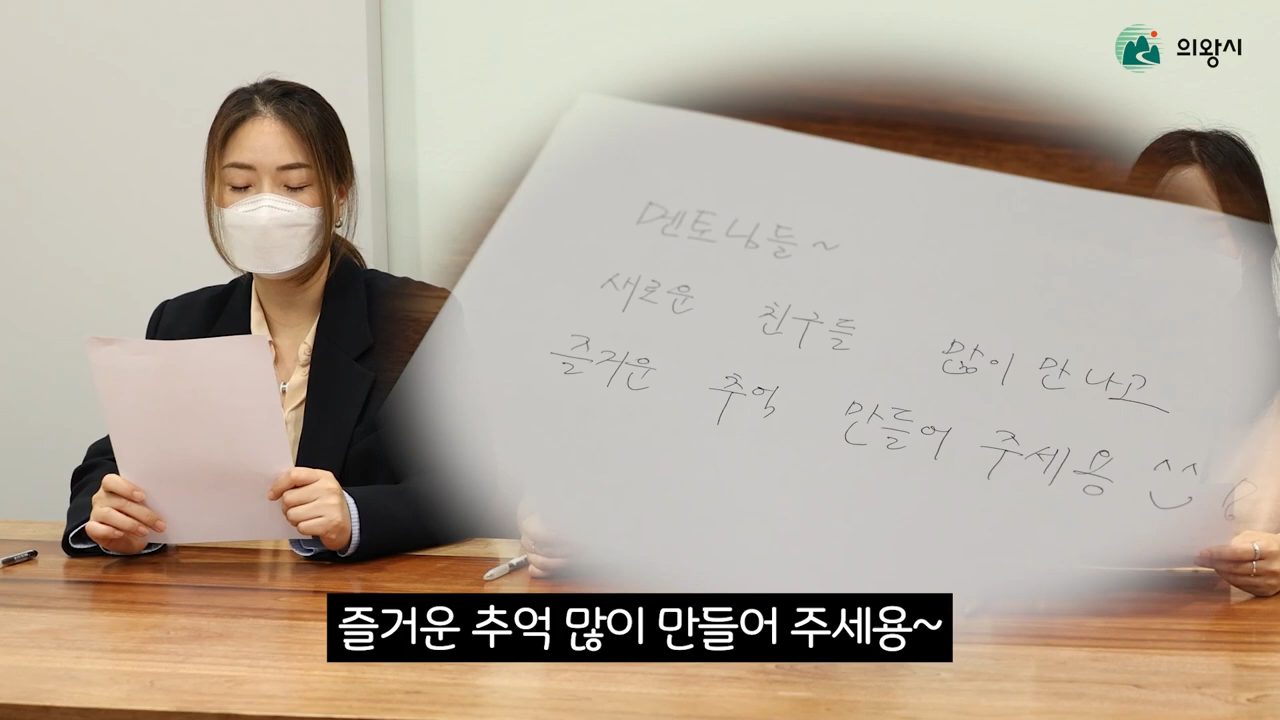 의왕시
멘토님들~
새로운 친구들 많이 만나고
즐거운 추억 만들어 주세용 ^^
즐거운 추억 많이 만들어 주세용~